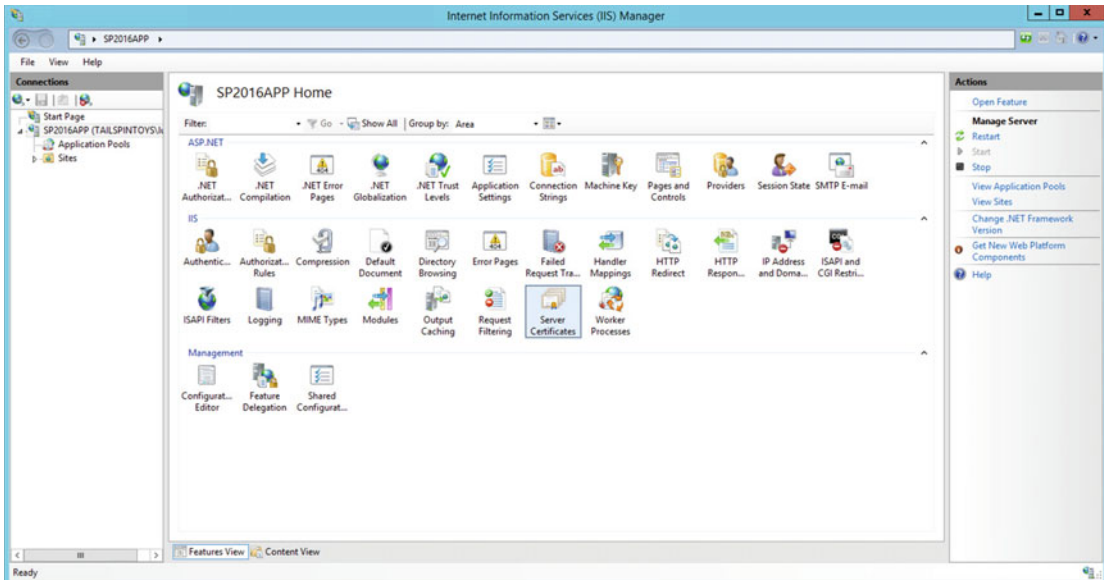 Internet Information Services (IIS) Manager
SP2016APP
File View Help
Connections
Start Page
SP2016APP (TAILSPINTOYS\
Application Pools
Sites
SP2016APP Home
Filter: Go Show All Group by: Area
ASP.NET
.NET Authorizat... .NET Compilation .NET Error Pages .NET Globalization .NET Trust Levels Application Settings Connection Strings Machine Key Pages and Controls Providers Session State SMTP E-mail
IIS
Authentic... Authorizat... Rules Compression Default Document Directory Browsing Error Pages Failed Request Tra... Handler Mappings HTTP Redirect HTTP Respon... IP Address and Doma... ISAPI and CGI Restri...
ISAPI Filters Logging MIME Types Modules Output Caching Request Filtering Server Certificates Worker Processes
Management
Configurat... Editor Feature Delegation Shared Configurat...
Features View Content View
Actions
Open Feature
Manage Server
Restart
Start
Stop
View Application Pools
View Sites
Change .NET Framework
Version
Get New Web Platform
Components
Help
Ready